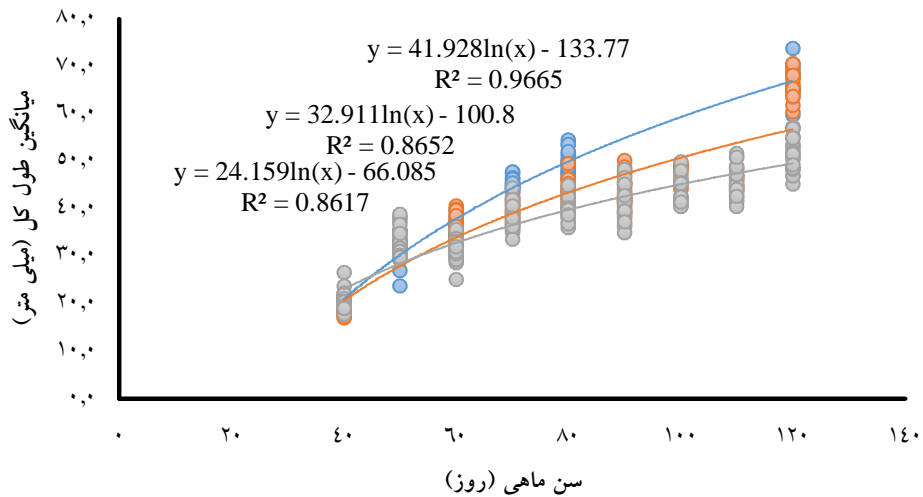 ۸۰,۰
۷۰,۰
۶۰,۰
۵۰,۰
۴۰,۰
۳۰,۰
۲۰,۰
۱۰,۰
۰,۰
میانگین طول کل (میلی متر)
y = 41.928ln(x) - 133.77
R² = 0.9665
y = 32.911ln(x) - 100.8
R² = 0.8652
y = 24.159ln(x) - 66.085
R² = 0.8617
۰ ۲۰ ۴۰ ۶۰ ۸۰ ۱۰۰ ۱۲۰ ۱۴۰
سن ماهی (روز)